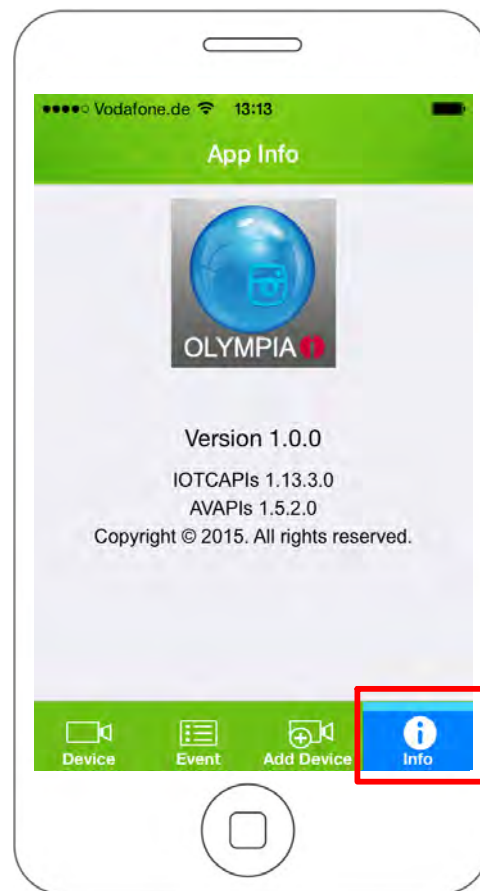 Vodafone.de 13:13
App Info
OLYMPIA
Version 1.0.0
IOTCAPIs 1.13.3.0
AVAPIs 1.5.2.0
Copyright © 2015. All rights reserved.
Device Event Add Device Info